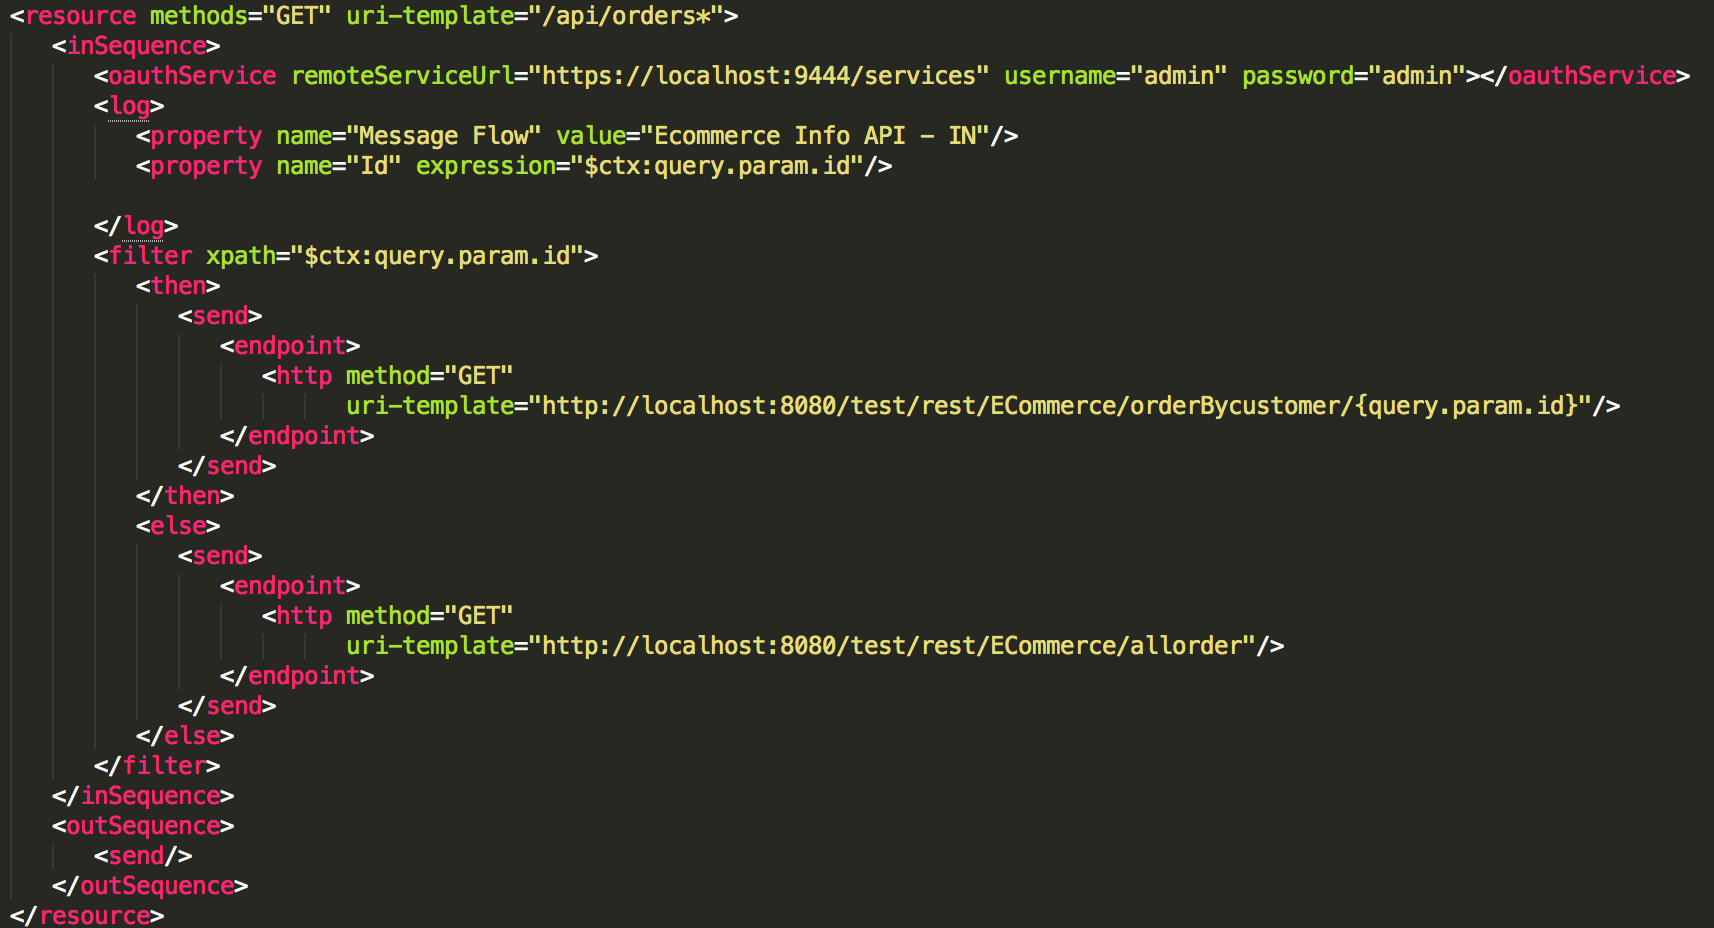 <resource methods="GET" uri-template="/api/orders*">
<inSequence>
<oauthService remoteServiceUrl="https://localhost:9444/services" username="admin" password="admin"></oauthService>
<log>
<property name="Message Flow" value="Ecommerce Info API - IN"/>
<property name="Id" expression="$ctx:query.param.id"/>
</log>
<filter xpath="$ctx:query.param.id">
<then>
<send>
<endpoint>
<http method="GET"
uri-template="http://localhost:8080/test/rest/ECommerce/orderBycustomer/{query.param.id}"/>
</endpoint>
</send>
</then>
<else>
<send>
<endpoint>
<http method="GET"
uri-template="http://localhost:8080/test/rest/ECommerce/allorder"/>
</endpoint>
</send>
</else>
</filter>
</inSequence>
<outSequence>
<send/>
</outSequence>
</resource>